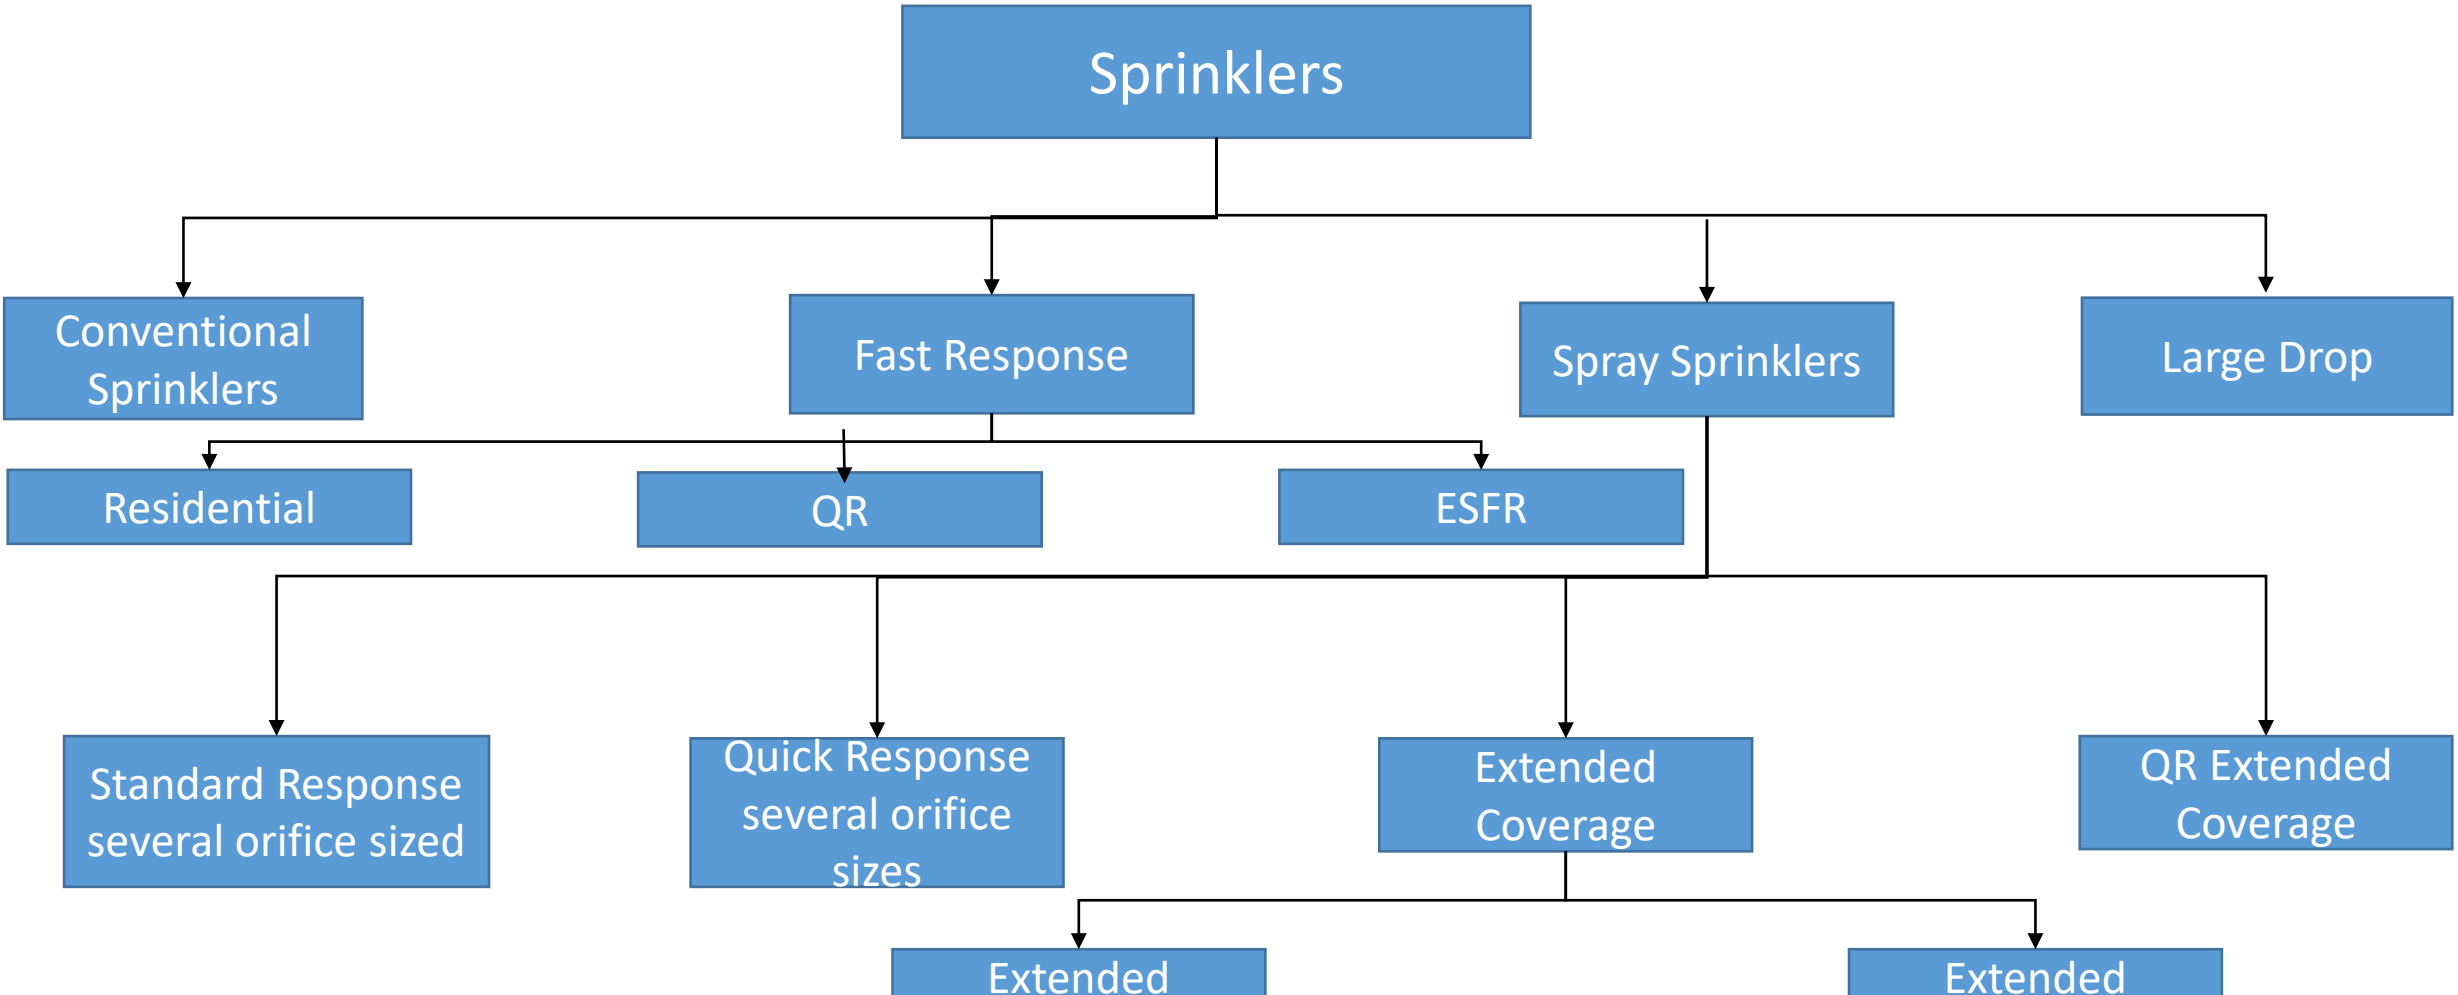 Sprinklers
Conventional
Sprinklers
Fast Response
Spray Sprinklers
Large Drop
Residential
QR
ESFR
Standard Response
several orifice sized
Quick Response
several orifice
sizes
Extended
Coverage
QR Extended
Coverage
Extended
Extended